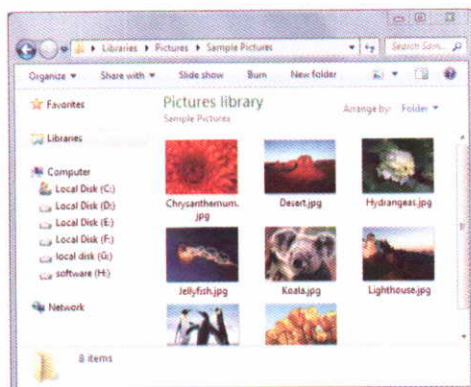 Libraries ▸ Pictures ▸ Sample Pictures
Search Sam...
Organize ▼ Share with ▼ Slide show Burn New folder
Favorites
Libraries
Computer
Local Disk (C:)
Local Disk (D:)
Local Disk (E:)
Local Disk (F:)
local disk (G:)
software (H:)
Network
Pictures library
Sample Pictures
Arrange by: Folder ▼
Chrysanthemum.jpg
Desert.jpg
Hydrangeas.jpg
Jellyfish.jpg
Koala.jpg
Lighthouse.jpg
8 items